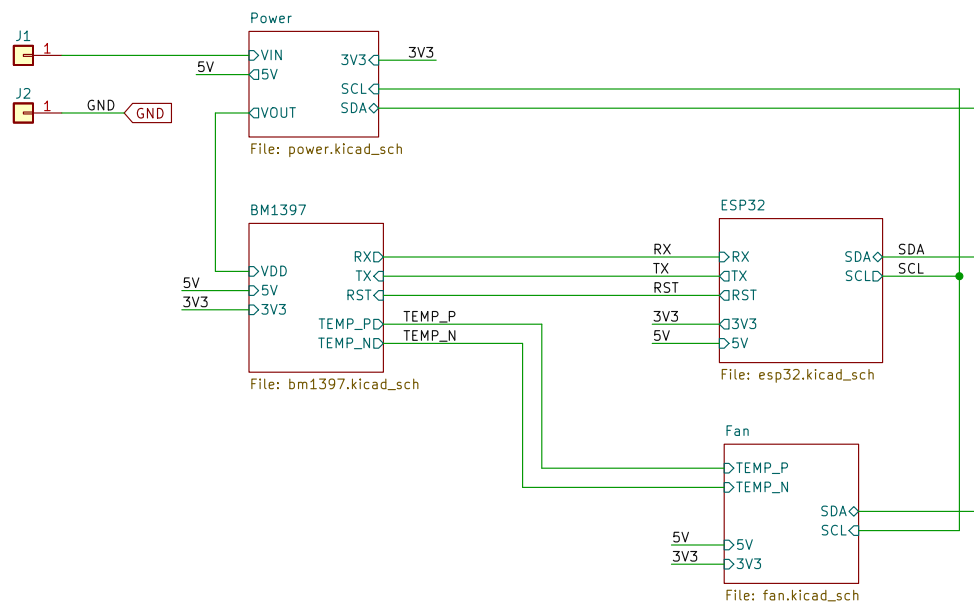 Power
J1
1
VIN
3V3
3V3
5V
5V
SCL
J2
1
GND
GND
VOUT
SDA
File: power.kicad_sch
BM1397
ESP32
RX
RX
RX
SDA
SDA
VDD
TX
TX
TX
SCL
SCL
5V
5V
RST
RST
RST
3V3
3V3
TEMP_P
TEMP_P
3V3
3V3
TEMP_N
TEMP_N
5V
5V
File: bm1397.kicad_sch
File: esp32.kicad_sch
Fan
TEMP_P
TEMP_N
SDA
SCL
5V
5V
3V3
3V3
File: fan.kicad_sch